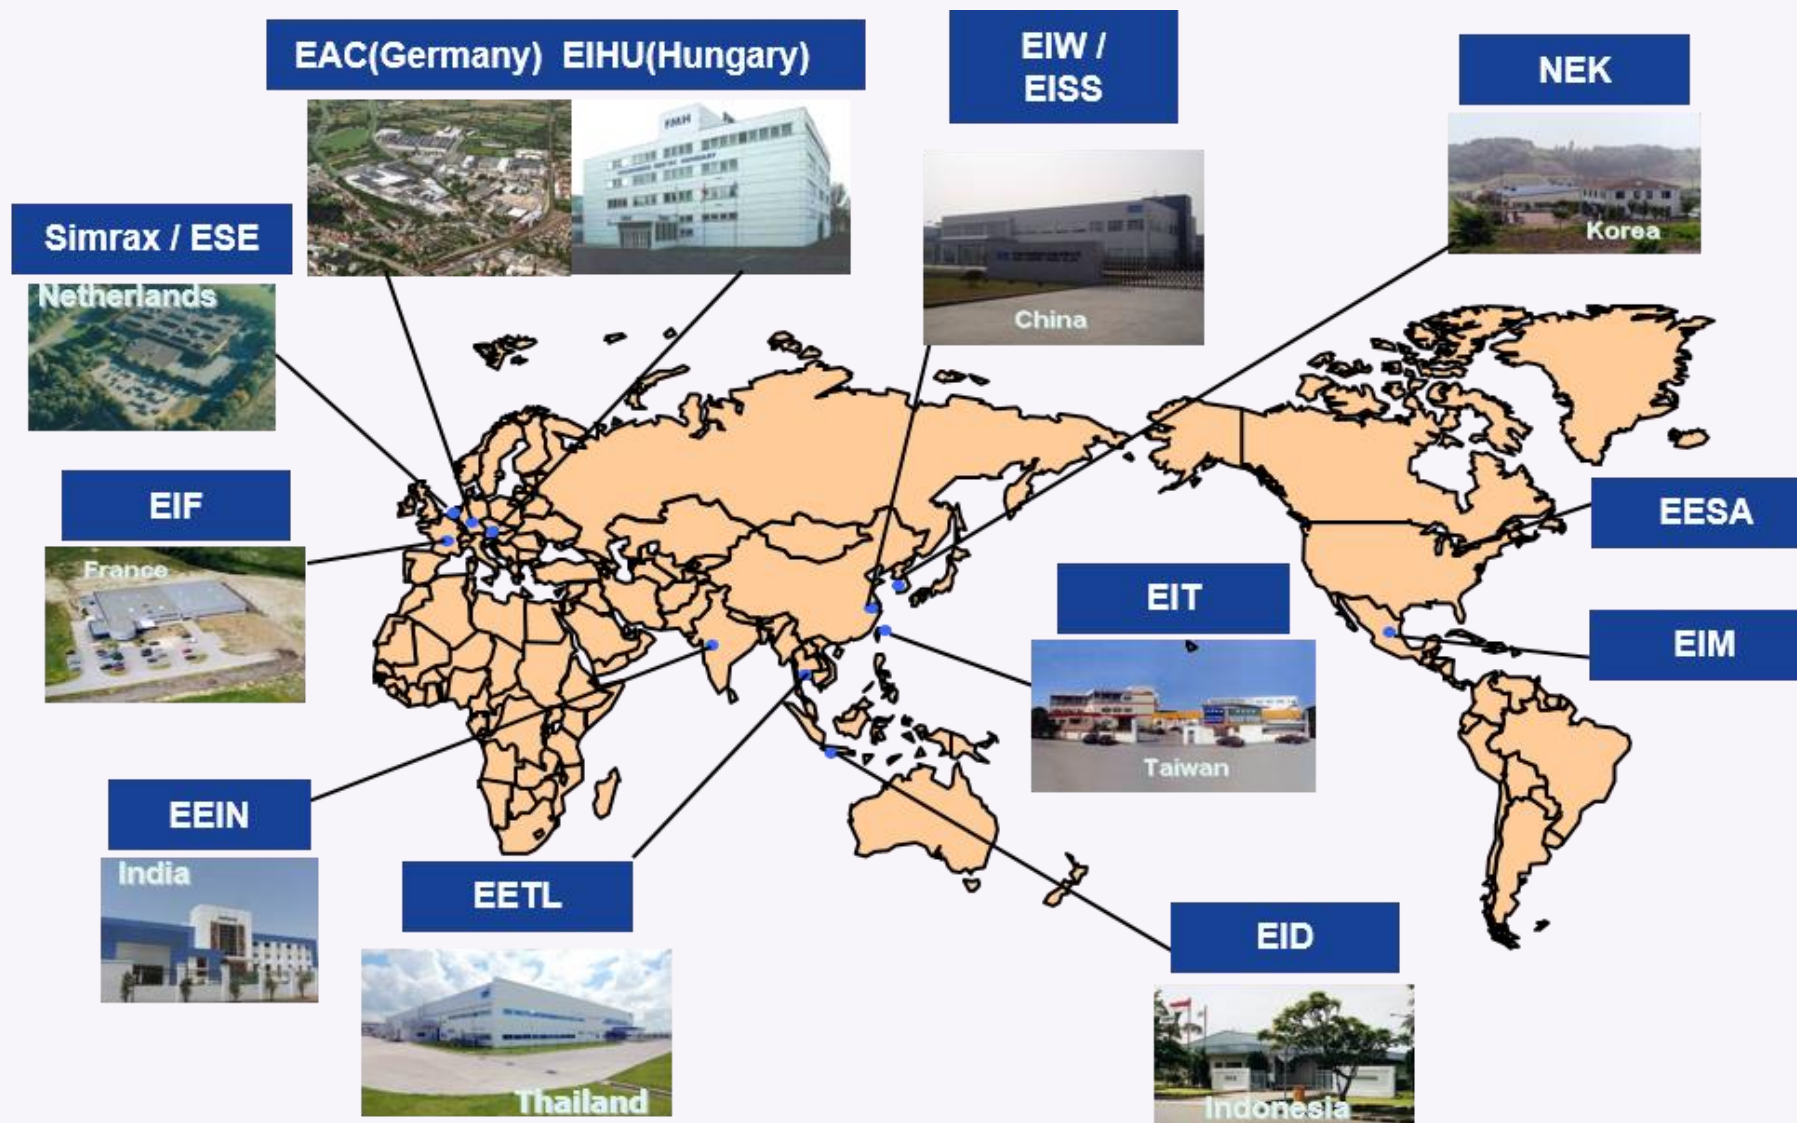 EAC(Germany) EIHU(Hungary)
EIW /
EISS
NEK
Korea
Simrax / ESE
Netherlands
China
EIF
France
EESA
EIT
Taiwan
EIM
EEIN
India
EETL
Thailand
EID
Indonesia